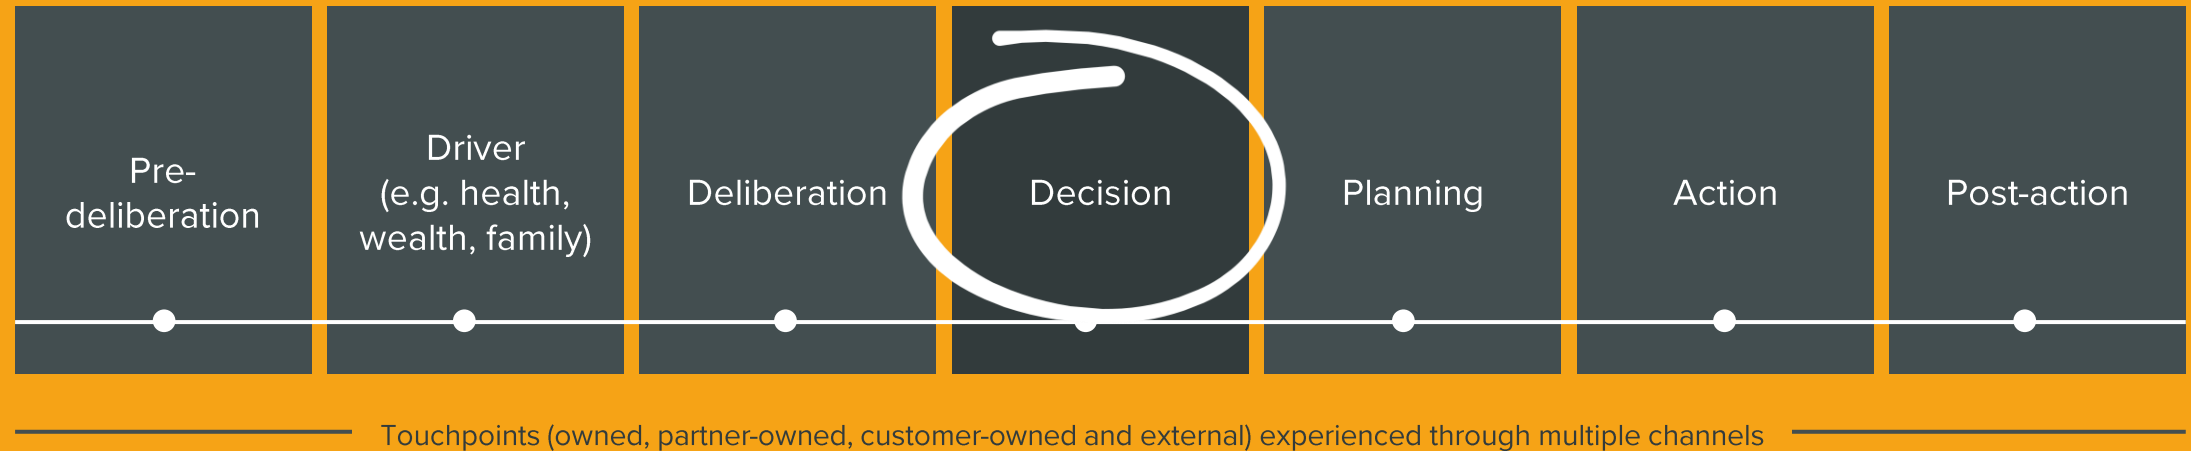 Pre-
deliberation
Driver
(e.g. health,
wealth, family)
Deliberation
Decision
Planning
Action
Post-action
Touchpoints (owned, partner-owned, customer-owned and external) experienced through multiple channels